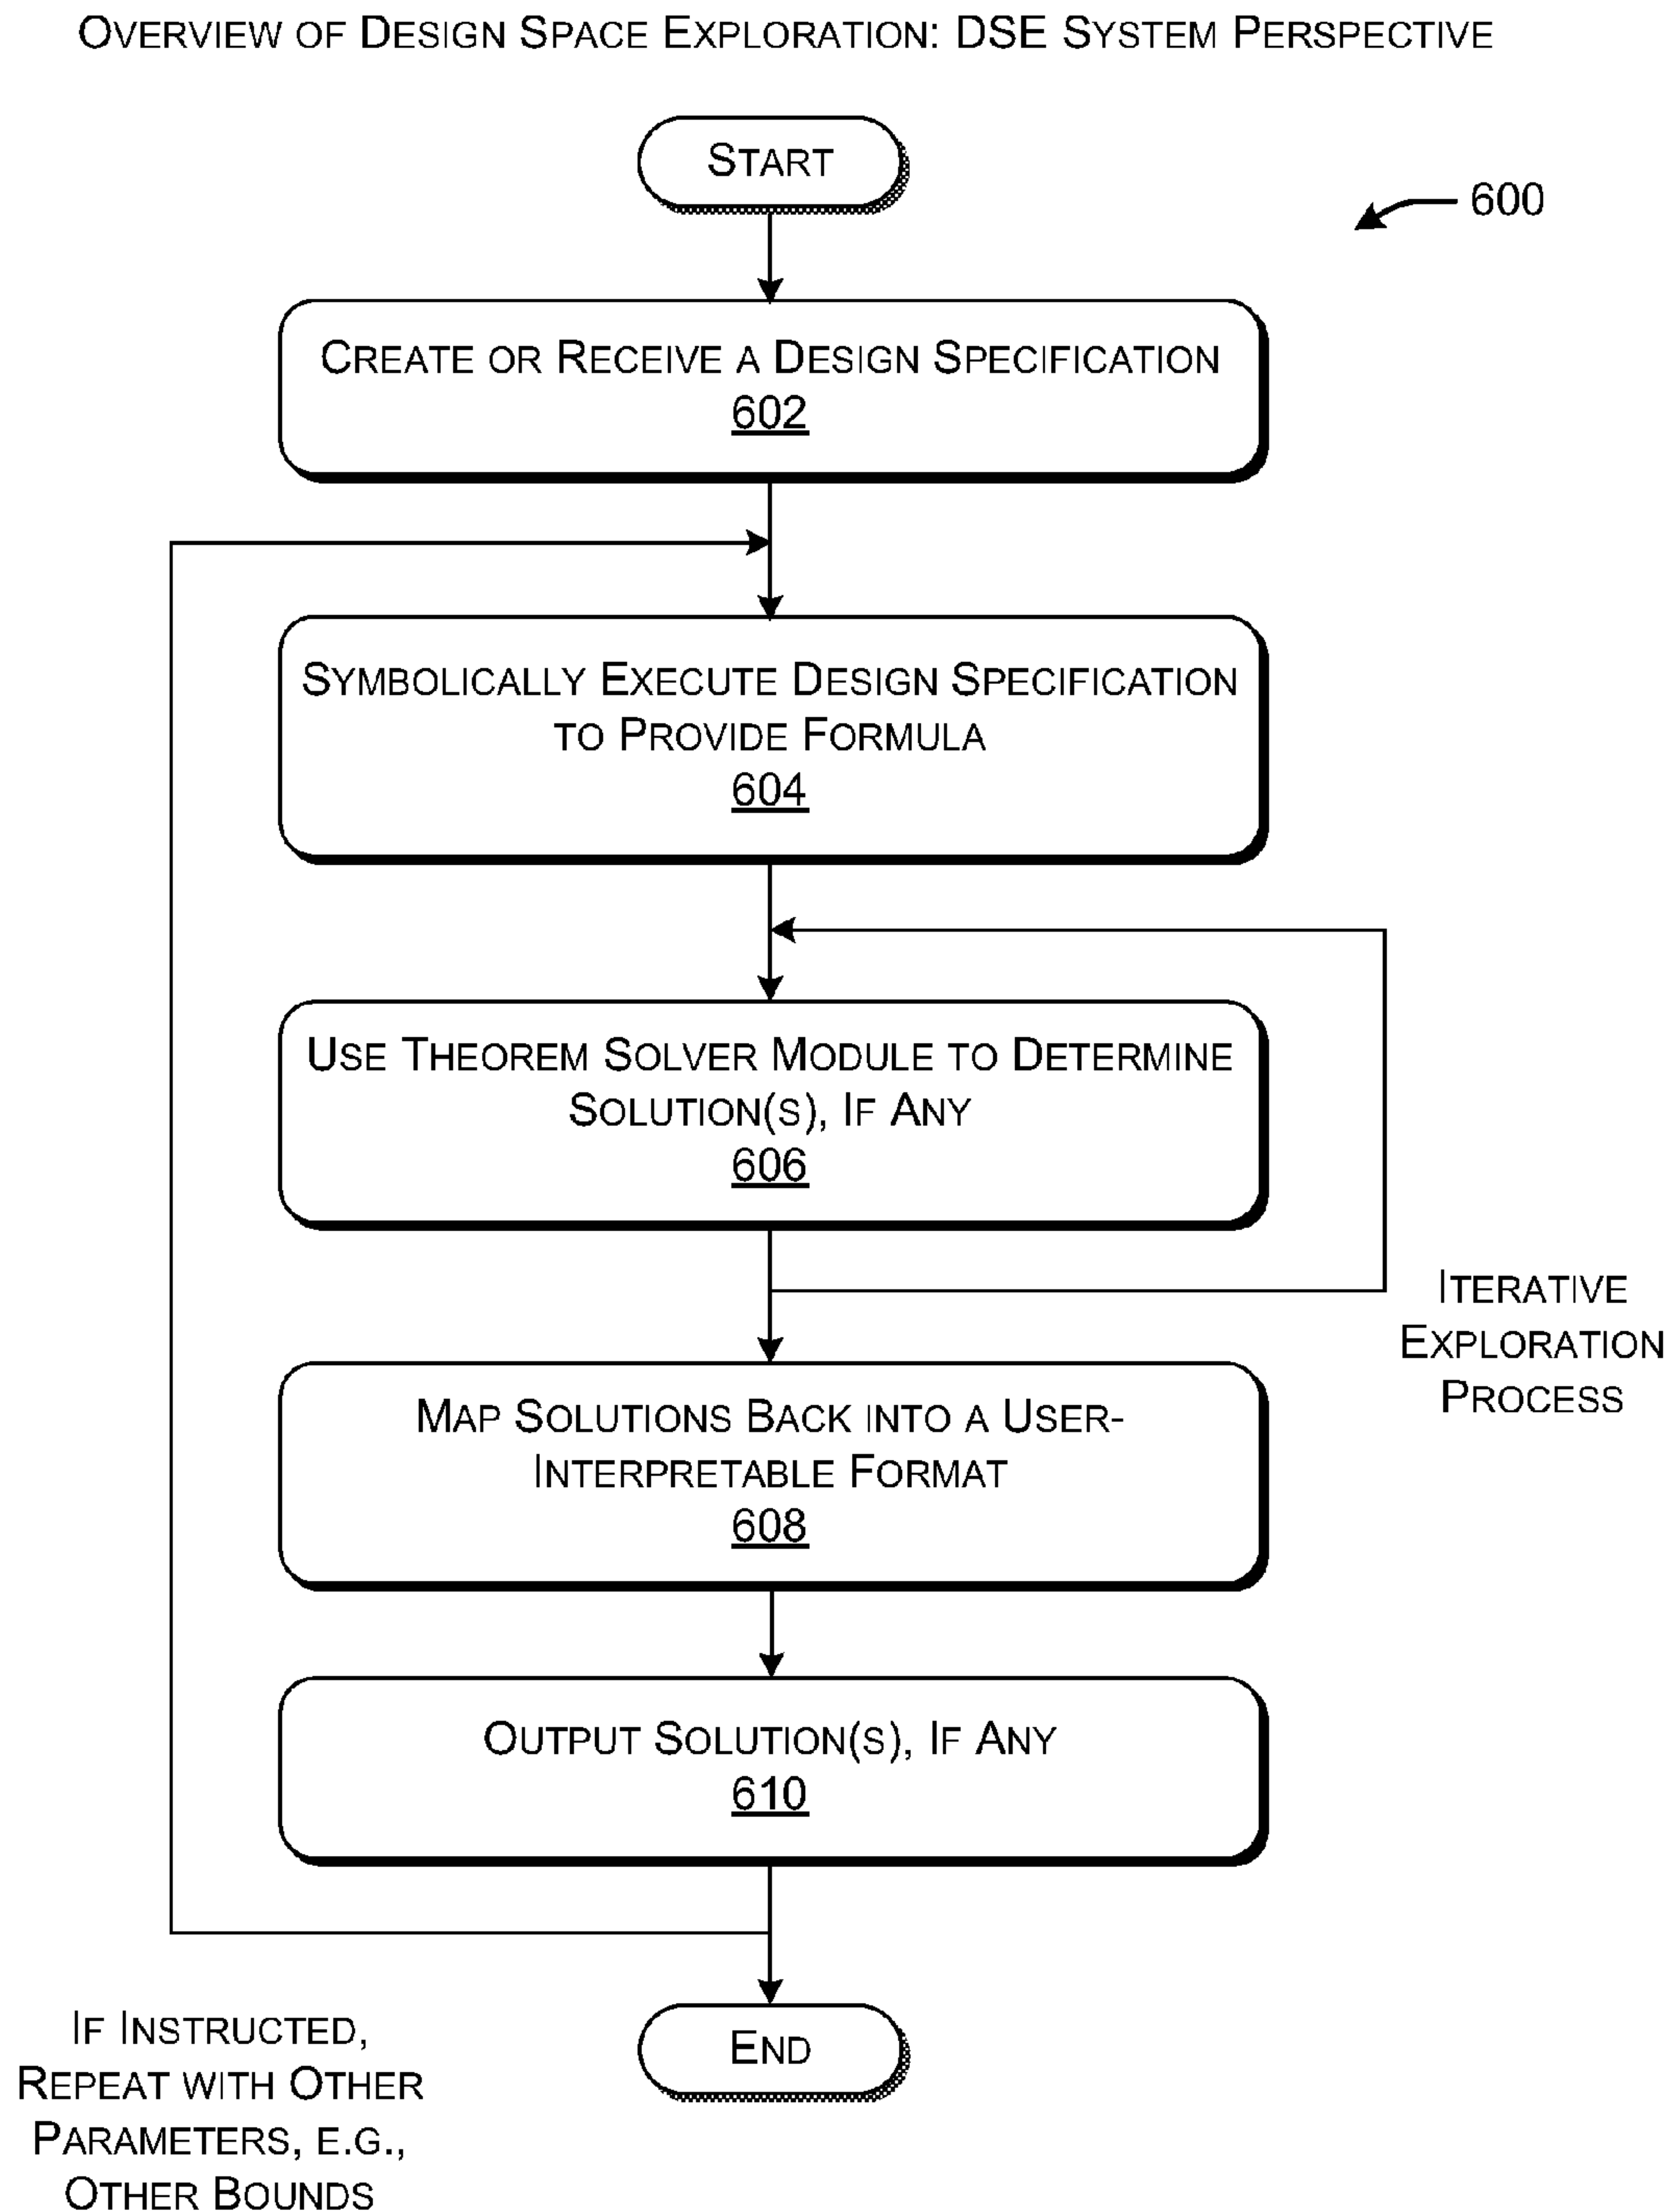 OVERVIEW OF DESIGN SPACE EXPLORATION: DSE SYSTEM PERSPECTIVE
START
600
CREATE OR RECEIVE A DESIGN SPECIFICATION
602
SYMBOLICALLY EXECUTE DESIGN SPECIFICATION
TO PROVIDE FORMULA
604
USE THEOREM SOLVER MODULE TO DETERMINE
SOLUTION(S), IF ANY
606
ITERATIVE
EXPLORATION
PROCESS
MAP SOLUTIONS BACK INTO A USER-
INTERPRETABLE FORMAT
608
OUTPUT SOLUTION(S), IF ANY
610
END
IF INSTRUCTED,
REPEAT WITH OTHER
PARAMETERS, E.G.,
OTHER BOUNDS